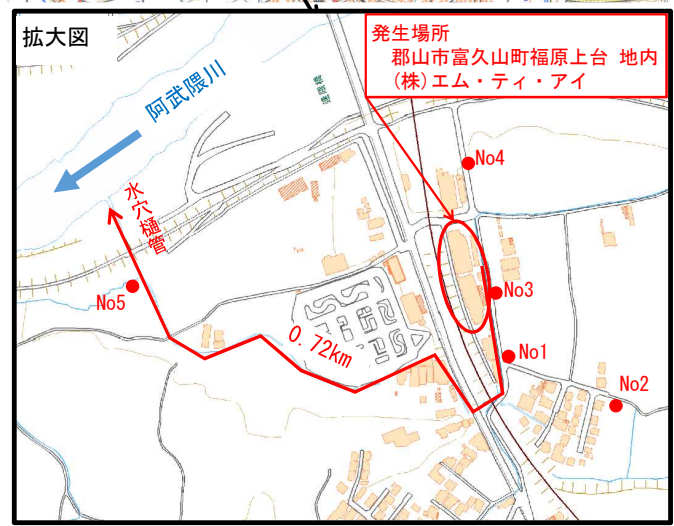 拡大図
発生場所
郡山市富久山町福原上台 地内
(株)エム・ティ・アイ
阿武隈川
水穴樋管
No4
No5
No3
0.72km
No1
No2